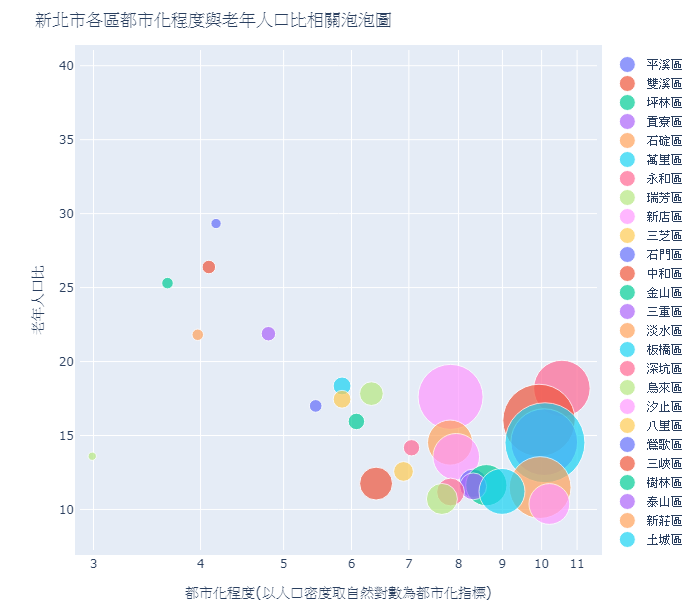 新北市各區都市化程度與老年人口比相關泡泡圖
老年人口比
40
35
30
25
20
15
10
3 4 5 6 7 8 9 10 11
都市化程度(以人口密度取自然對數為都市化指標)
平溪區
雙溪區
坪林區
貢寮區
石碇區
萬里區
永和區
瑞芳區
新店區
三芝區
石門區
中和區
金山區
三重區
淡水區
板橋區
深坑區
烏來區
汐止區
八里區
鶯歌區
三峽區
樹林區
泰山區
新莊區
土城區